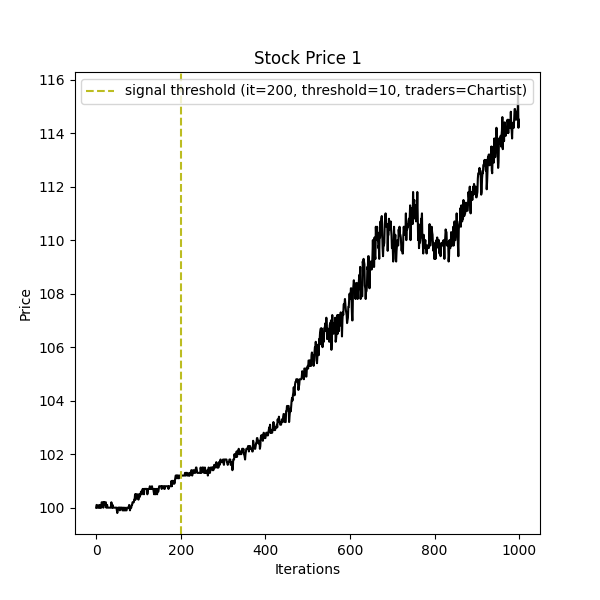 Stock Price 1
signal threshold (it=200, threshold=10, traders=Chartist)
116
114
112
110
108
106
104
102
100
Price
0 200 400 600 800 1000
Iterations